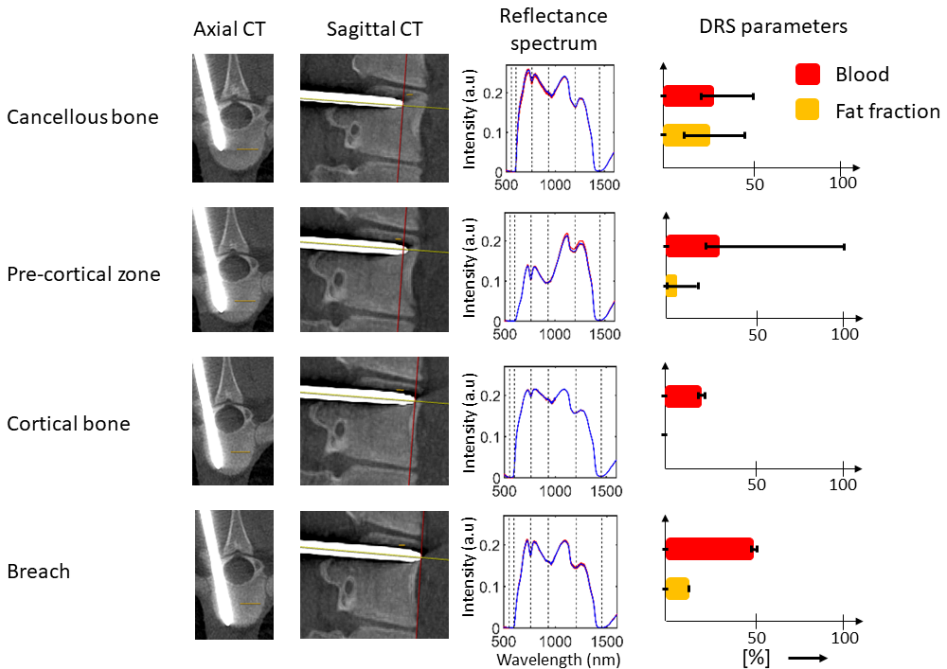 Axial CT
Sagittal CT
Reflectance
spectrum
DRS parameters
Blood
Fat fraction
Cancellous bone
Intensity (a.u)
0.2
0.1
0
500
1000
1500
50
100
Pre-cortical zone
Intensity (a.u)
0.2
0.1
0
500
1000
1500
50
100
Cortical bone
Intensity (a.u)
0.2
0.1
0
500
1000
1500
50
100
Breach
Intensity (a.u)
0.2
0.1
0
500
1000
1500
Wavelength (nm)
50
100
[%]